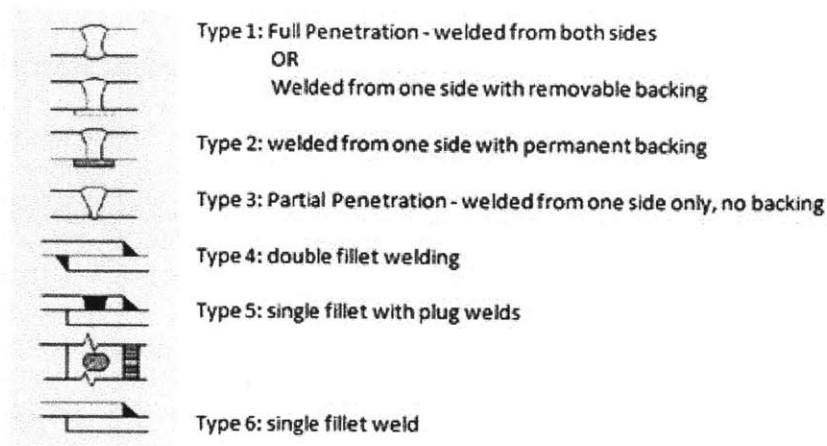 Type 1: Full Penetration - welded from both sides
OR
Welded from one side with removable backing
Type 2: welded from one side with permanent backing
Type 3: Partial Penetration - welded from one side only, no backing
Type 4: double fillet welding
Type 5: single fillet with plug welds
Type 6: single fillet weld